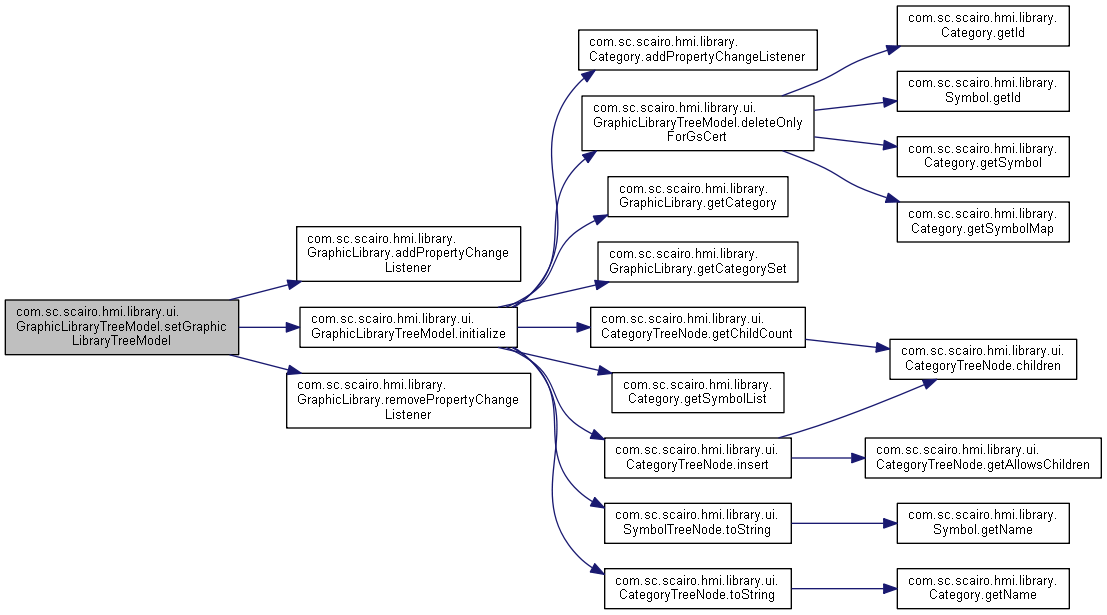 com.sc.scairo.hmi.library.ui.
GraphicLibraryTreeModel.setGraphic
LibraryTreeModel
com.sc.scairo.hmi.library.
GraphicLibrary.addPropertyChange
Listener
com.sc.scairo.hmi.library.ui.
GraphicLibraryTreeModel.initialize
com.sc.scairo.hmi.library.
GraphicLibrary.removePropertyChange
Listener
com.sc.scairo.hmi.library.
Category.addPropertyChangeListener
com.sc.scairo.hmi.library.ui.
GraphicLibraryTreeModel.deleteOnly
ForGsCert
com.sc.scairo.hmi.library.
GraphicLibrary.getCategory
com.sc.scairo.hmi.library.
GraphicLibrary.getCategorySet
com.sc.scairo.hmi.library.ui.
CategoryTreeNode.getChildCount
com.sc.scairo.hmi.library.
Category.getSymbolList
com.sc.scairo.hmi.library.ui.
CategoryTreeNode.insert
com.sc.scairo.hmi.library.ui.
SymbolTreeNode.toString
com.sc.scairo.hmi.library.ui.
CategoryTreeNode.toString
com.sc.scairo.hmi.library.
Category.getId
com.sc.scairo.hmi.library.
Symbol.getId
com.sc.scairo.hmi.library.
Category.getSymbol
com.sc.scairo.hmi.library.
Category.getSymbolMap
com.sc.scairo.hmi.library.ui.
CategoryTreeNode.children
com.sc.scairo.hmi.library.ui.
CategoryTreeNode.getAllowsChildren
com.sc.scairo.hmi.library.
Symbol.getName
com.sc.scairo.hmi.library.
Category.getName